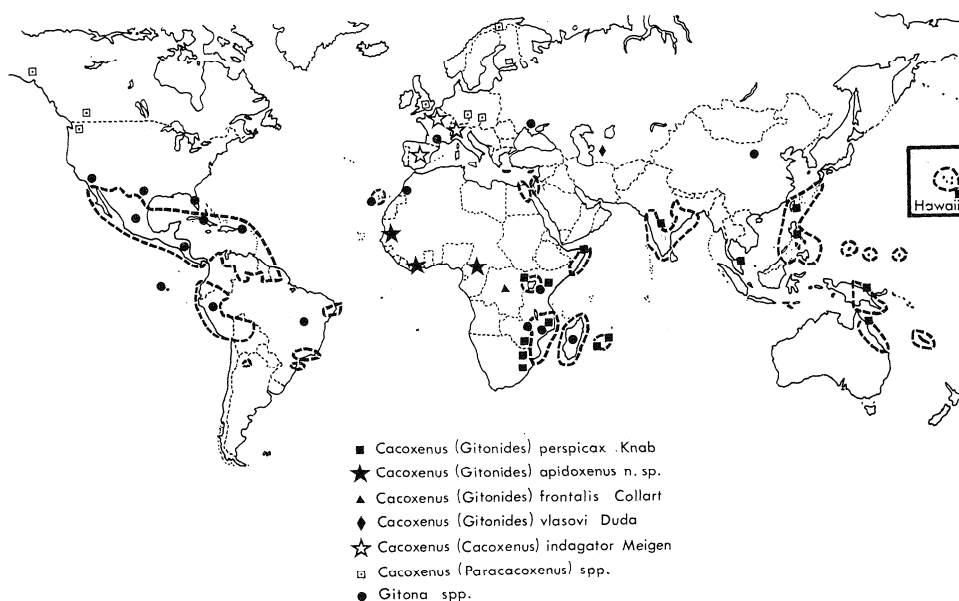 Hawaii
Cacoxenus (Gitonides) perspicax Knab
Cacoxenus (Gitonides) apidoxenus n. sp.
Cacoxenus (Gitonides) frontalis Collart
Cacoxenus (Gitonides) vlasovi Duda
Cacoxenus (Cacoxenus) indagator Meigen
Cacoxenus (Paracacoxenus) spp.
Gitona spp.